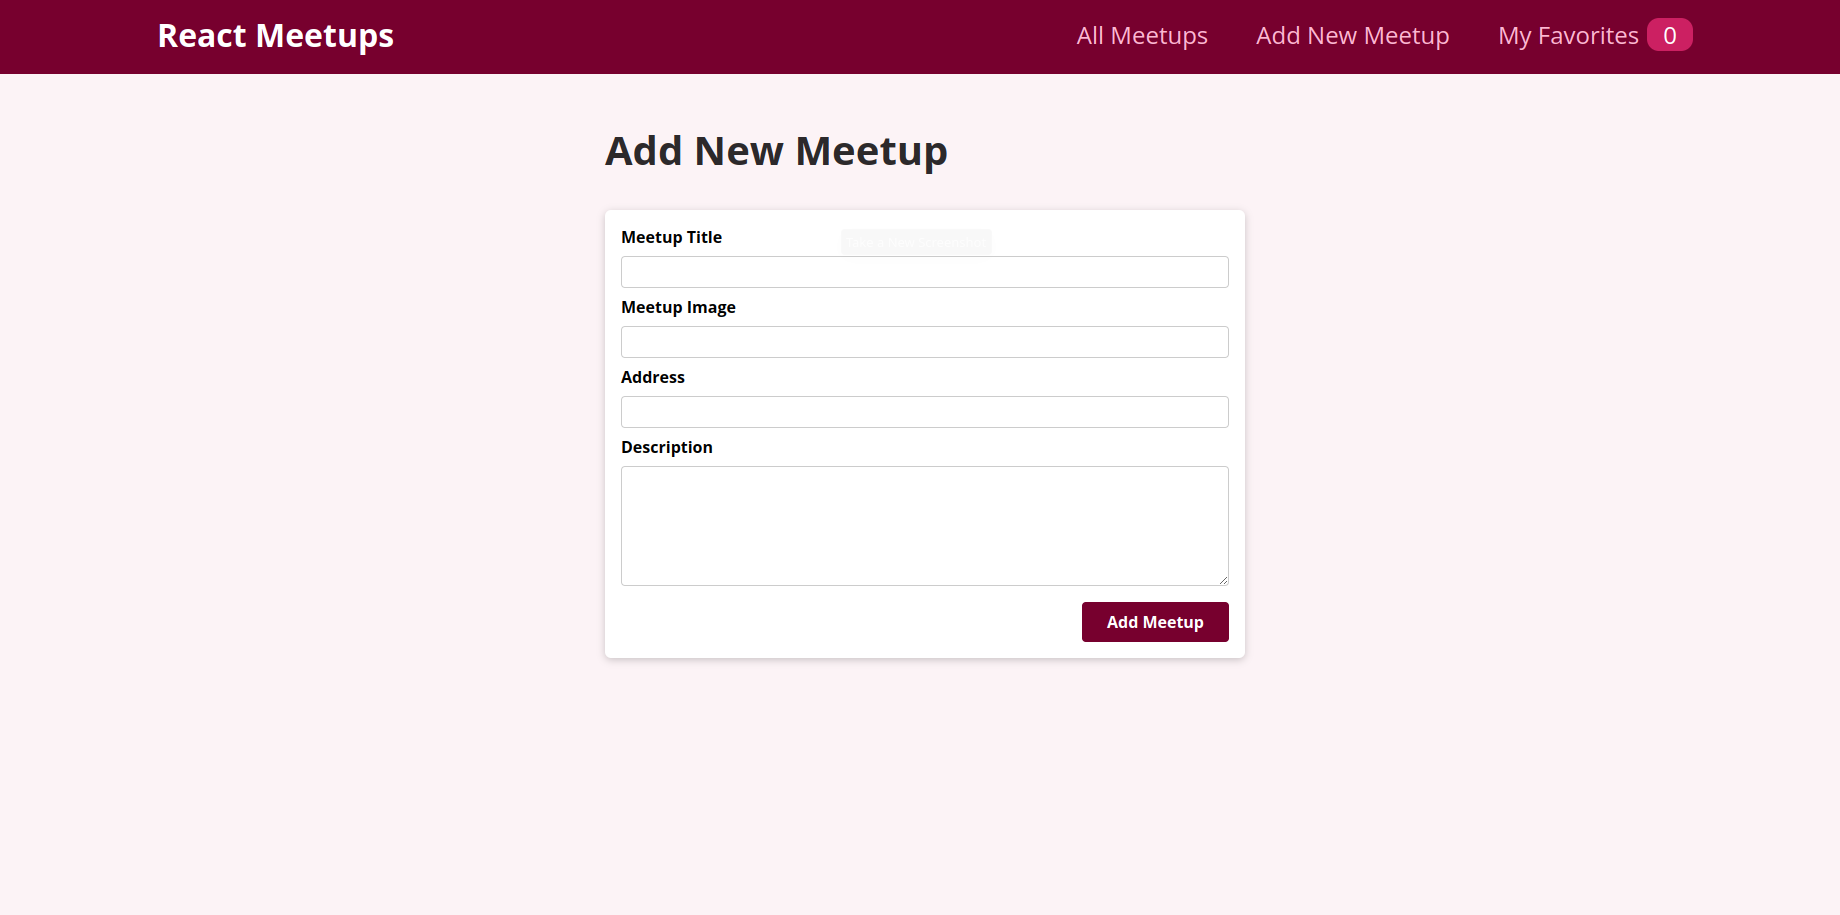 React Meetups
All Meetups
Add New Meetup
My Favorites 0
Add New Meetup
Meetup Title
Meetup Image
Address
Description
Add Meetup